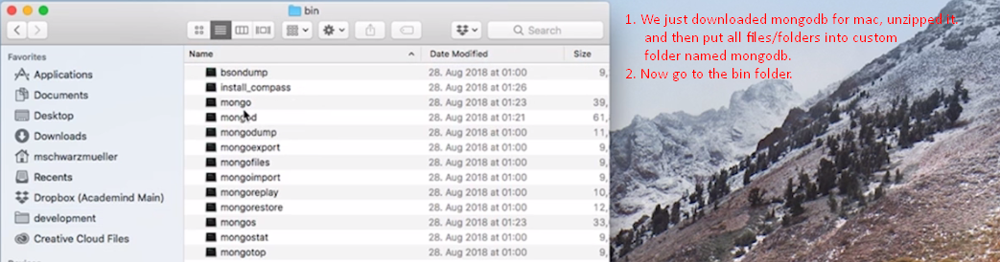 bin
Search
Favorites
Applications
Documents
Desktop
Downloads
mschwarzmueller
Recents
Dropbox (Academind Main)
development
Creative Cloud Files
Name Date Modified Size
bsondump 28. Aug 2018 at 01:00 9,
install_compass 28. Aug 2018 at 01:26
mongo 28. Aug 2018 at 01:23 39,
mongod 28. Aug 2018 at 01:21 61,
mongodump 28. Aug 2018 at 01:00 11,
mongoexport 28. Aug 2018 at 01:00 9,
mongofiles 28. Aug 2018 at 01:00 9,
mongoimport 28. Aug 2018 at 01:00 9,
mongoreplay 28. Aug 2018 at 01:00 10,
mongorestore 28. Aug 2018 at 01:00 12,
mongos 28. Aug 2018 at 01:23 33,
mongostat 28. Aug 2018 at 01:00 9,
mongotop 28. Aug 2018 at 01:00 9,
1. We just downloaded mongodb for mac, unzipped it,
and then put all files/folders into custom
folder named mongodb.
2. Now go to the bin folder.